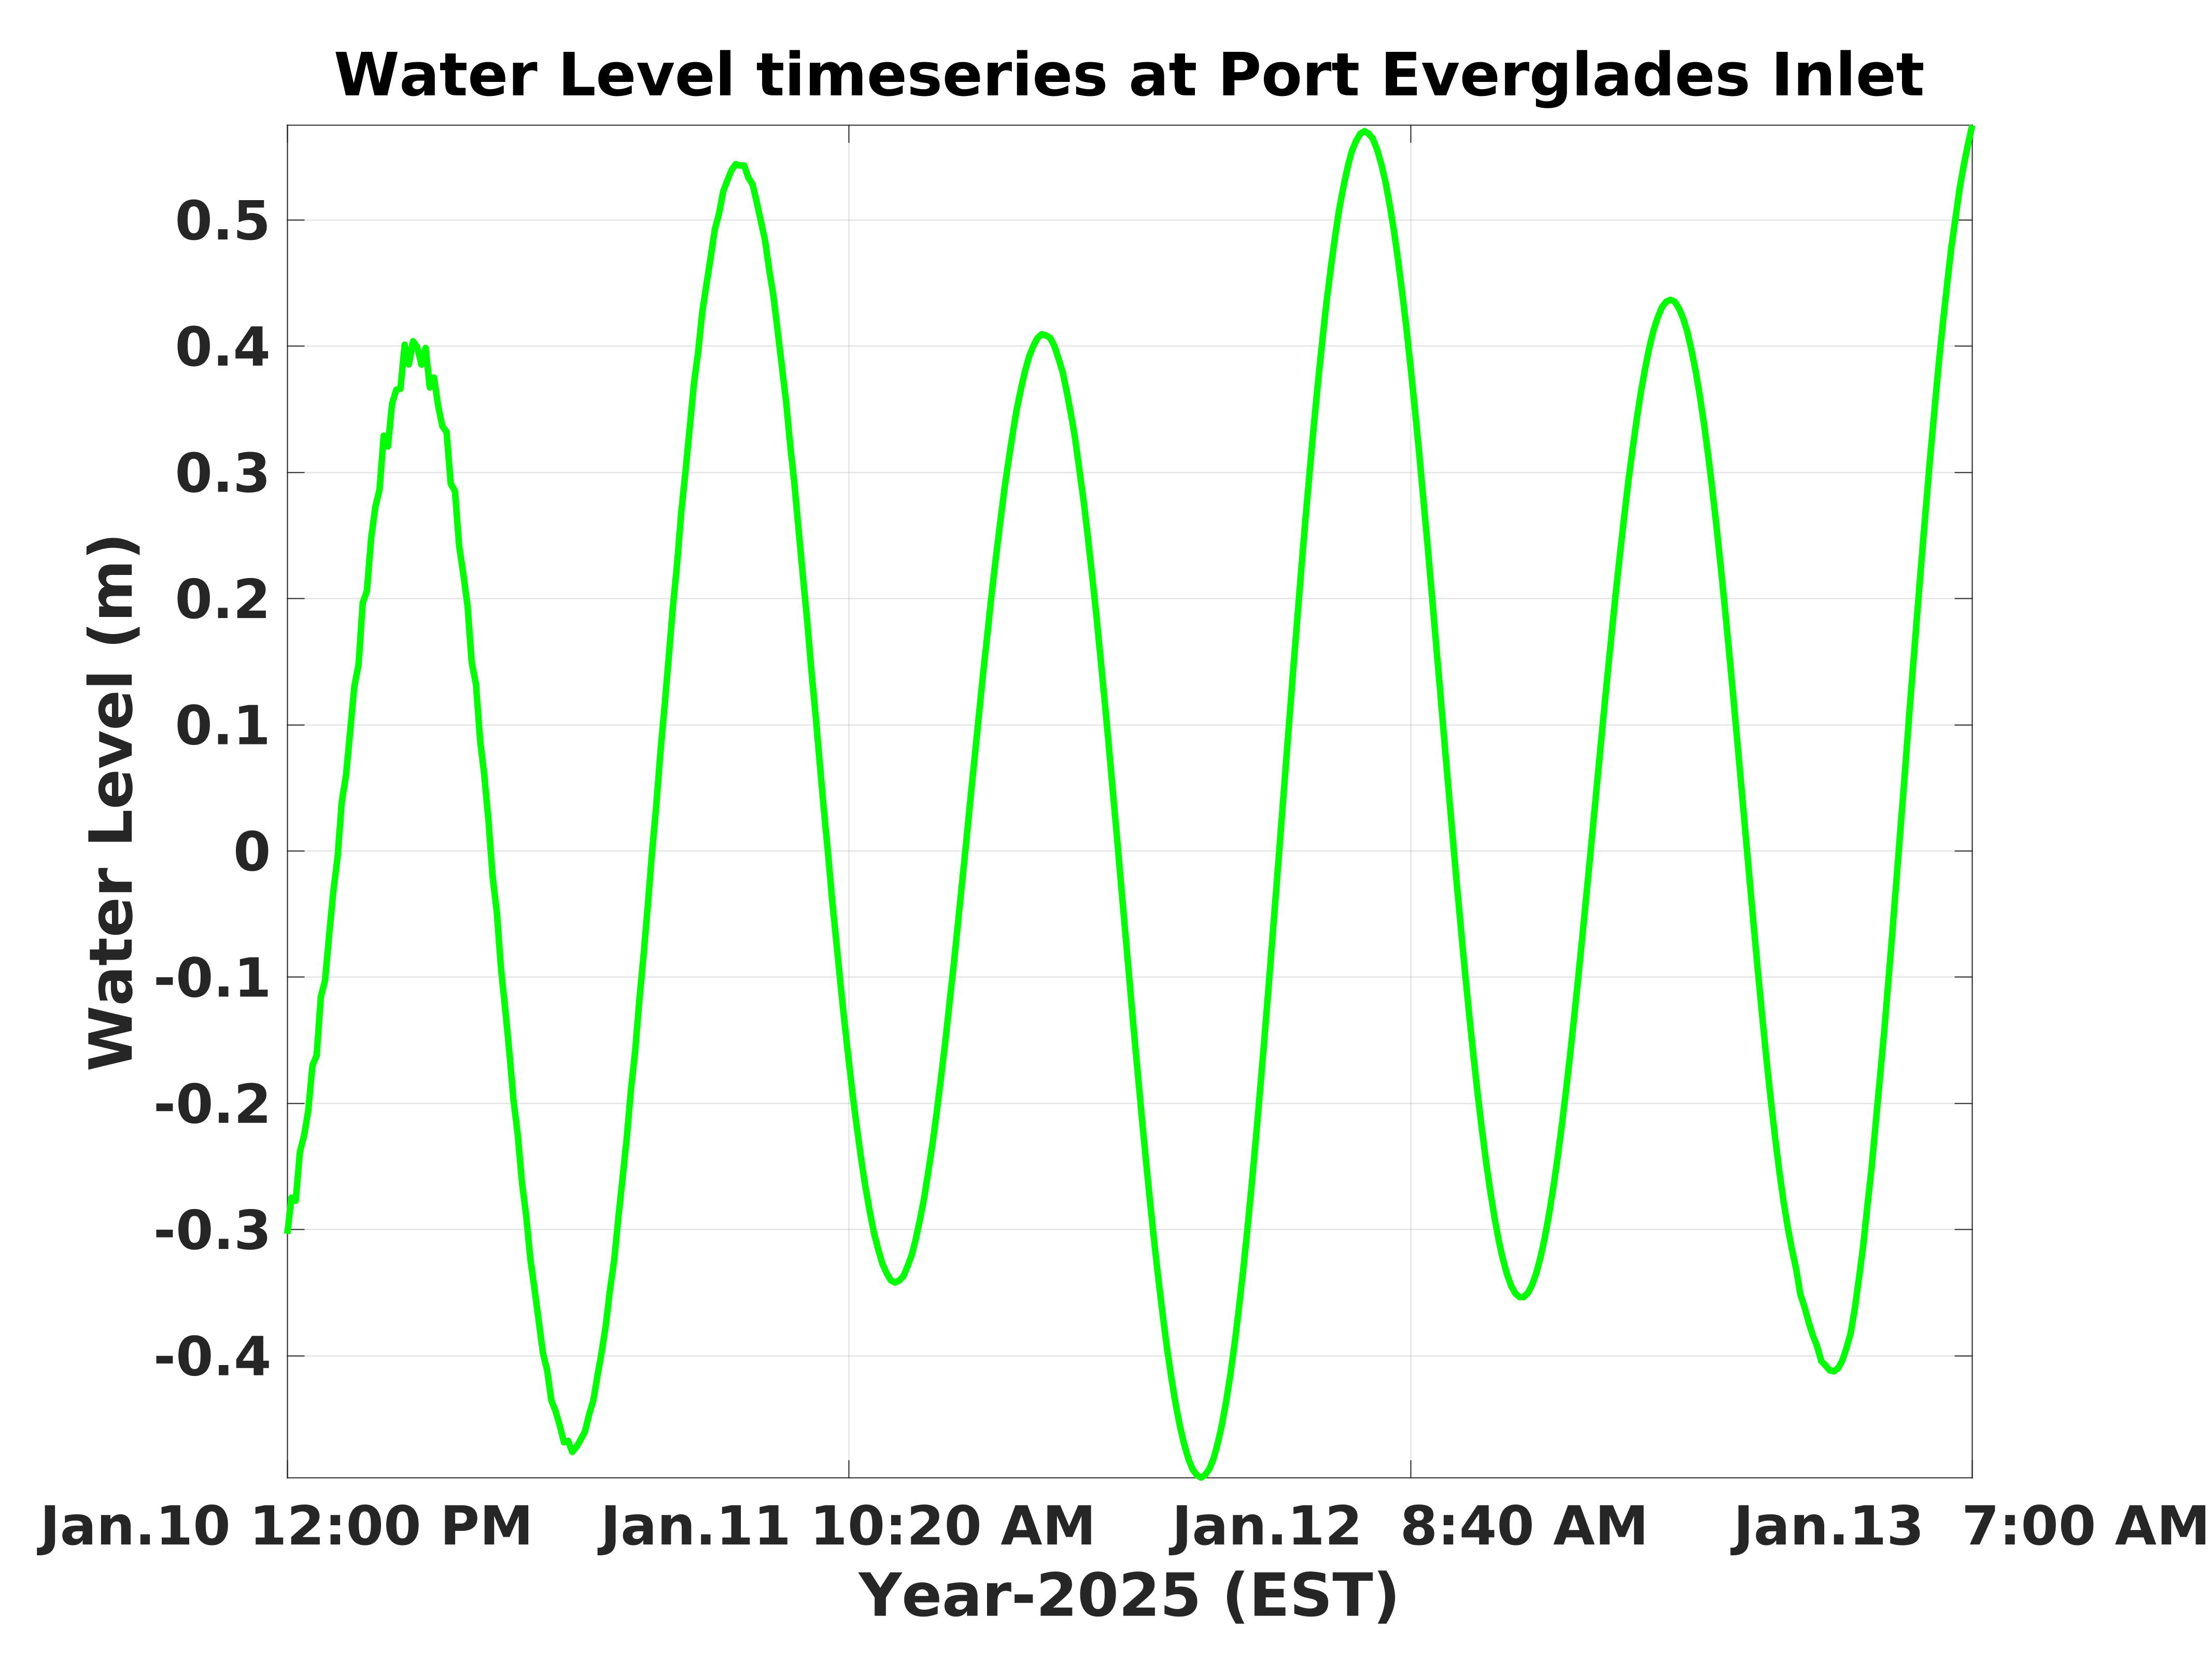 Water Level timeseries at Port Everglades Inlet
0.5
0.4
0.3
0.2
0.1
0
-0.1
-0.2
-0.3
-0.4
Water Level (m)
Jan.10 12:00 PM Jan.11 10:20 AM Jan.12 8:40 AM Jan.13 7:00 AM
Year-2025 (EST)